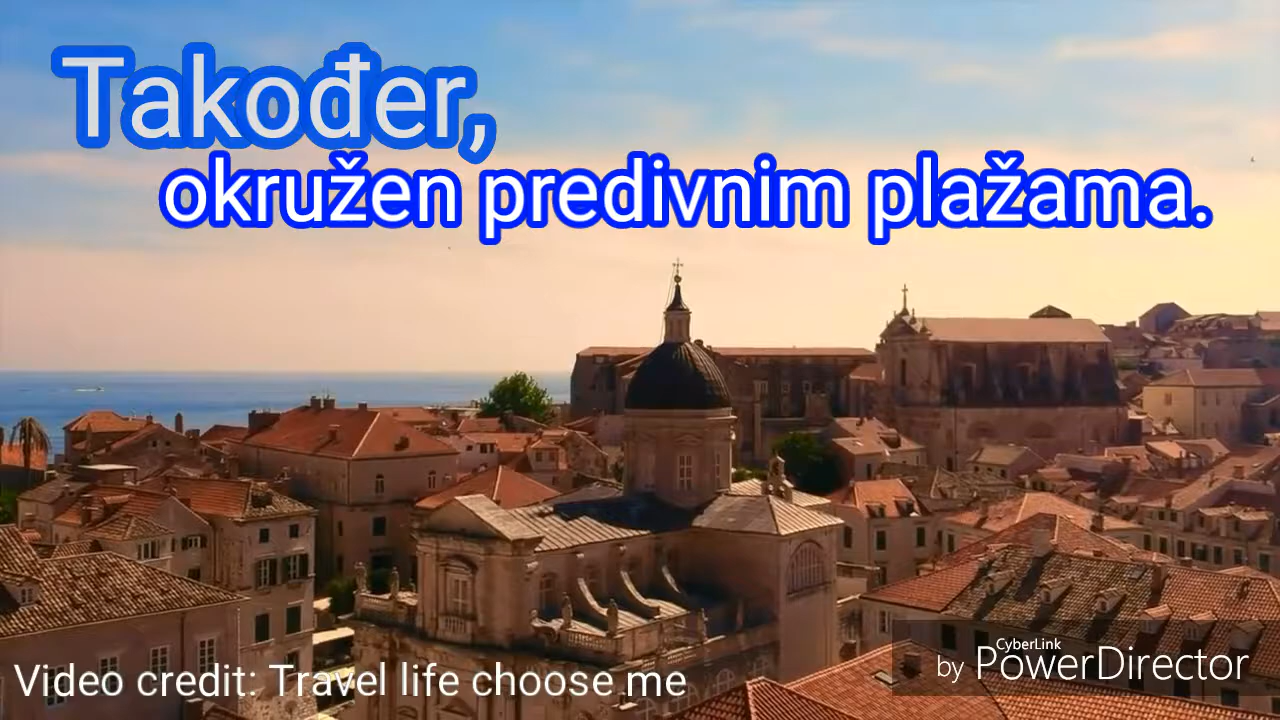 Također,
okružen predivnim plažama.
Video credit: Travel life choose me
CyberLink
by PowerDirector